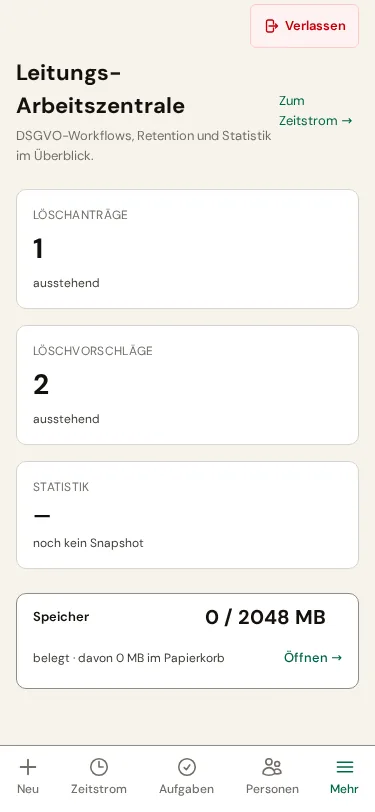 Verlassen
Leitungs-
Arbeitszentrale
Zum
Zeitstrom →
DSGVO-Workflows, Retention und Statistik
im Überblick.
LÖSCHANTRÄGE
1
ausstehend
LÖSCHVORSCHLÄGE
2
ausstehend
STATISTIK
—
noch kein Snapshot
Speicher 0 / 2048 MB
belegt · davon 0 MB im Papierkorb Öffnen →
Neu Zeitstrom Aufgaben Personen Mehr